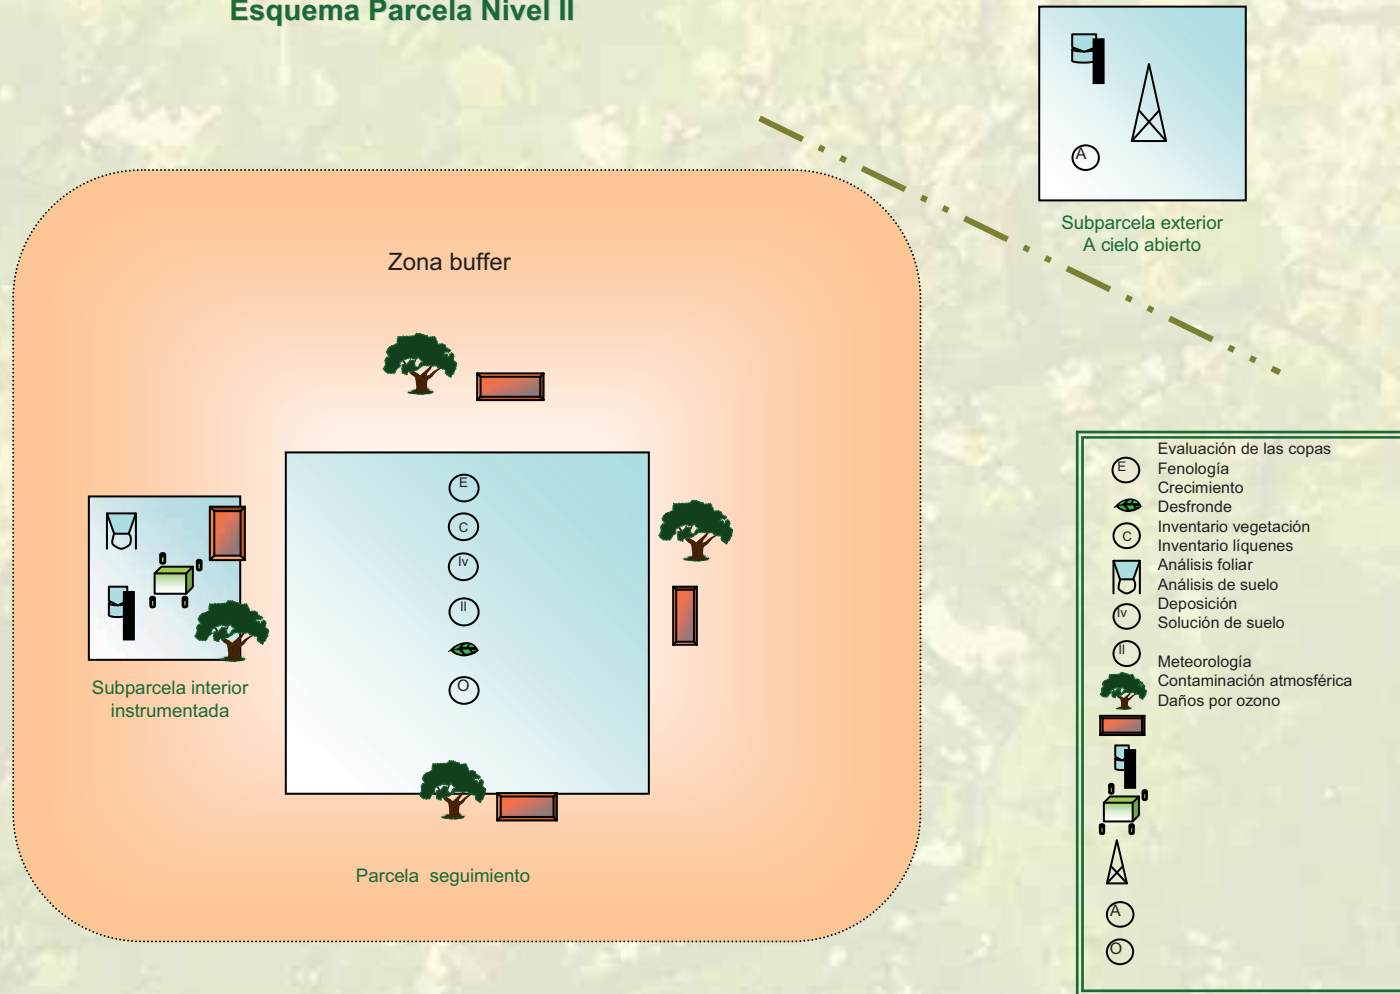 Esquema Parcela Nivel II
A
Subparcela exterior
A cielo abierto
Zona buffer
E
C
Iv
Il
O
Subparcela interior
instrumentada
Parcela seguimiento
Evaluación de las copas
E
Fenología
Crecimiento
Desfronde
Inventario vegetación
C
Inventario líquenes
Análisis foliar
Análisis de suelo
Deposición
Iv
Solución de suelo
Il
Meteorología
Contaminación atmosférica
Daños por ozono
A
O